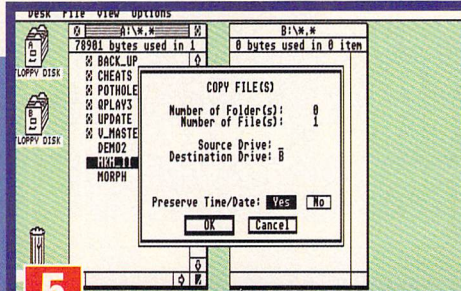 Desk File View Options
A:\*.*
78901 bytes used in 1
BACK_UP
CHEATS
POTHOLE
QPLAY3
UPDATE
V_MASTE
DEMO2
MORPH
B:\*.*
0 bytes used in 0 item
A
FLOPPY DISK
B
FLOPPY DISK
COPY FILE(S)
Number of Folder(s): 0
Number of File(s): 1
Source Drive: _
Destination Drive: B
Preserve Time/Date: Yes No
OK Cancel
5